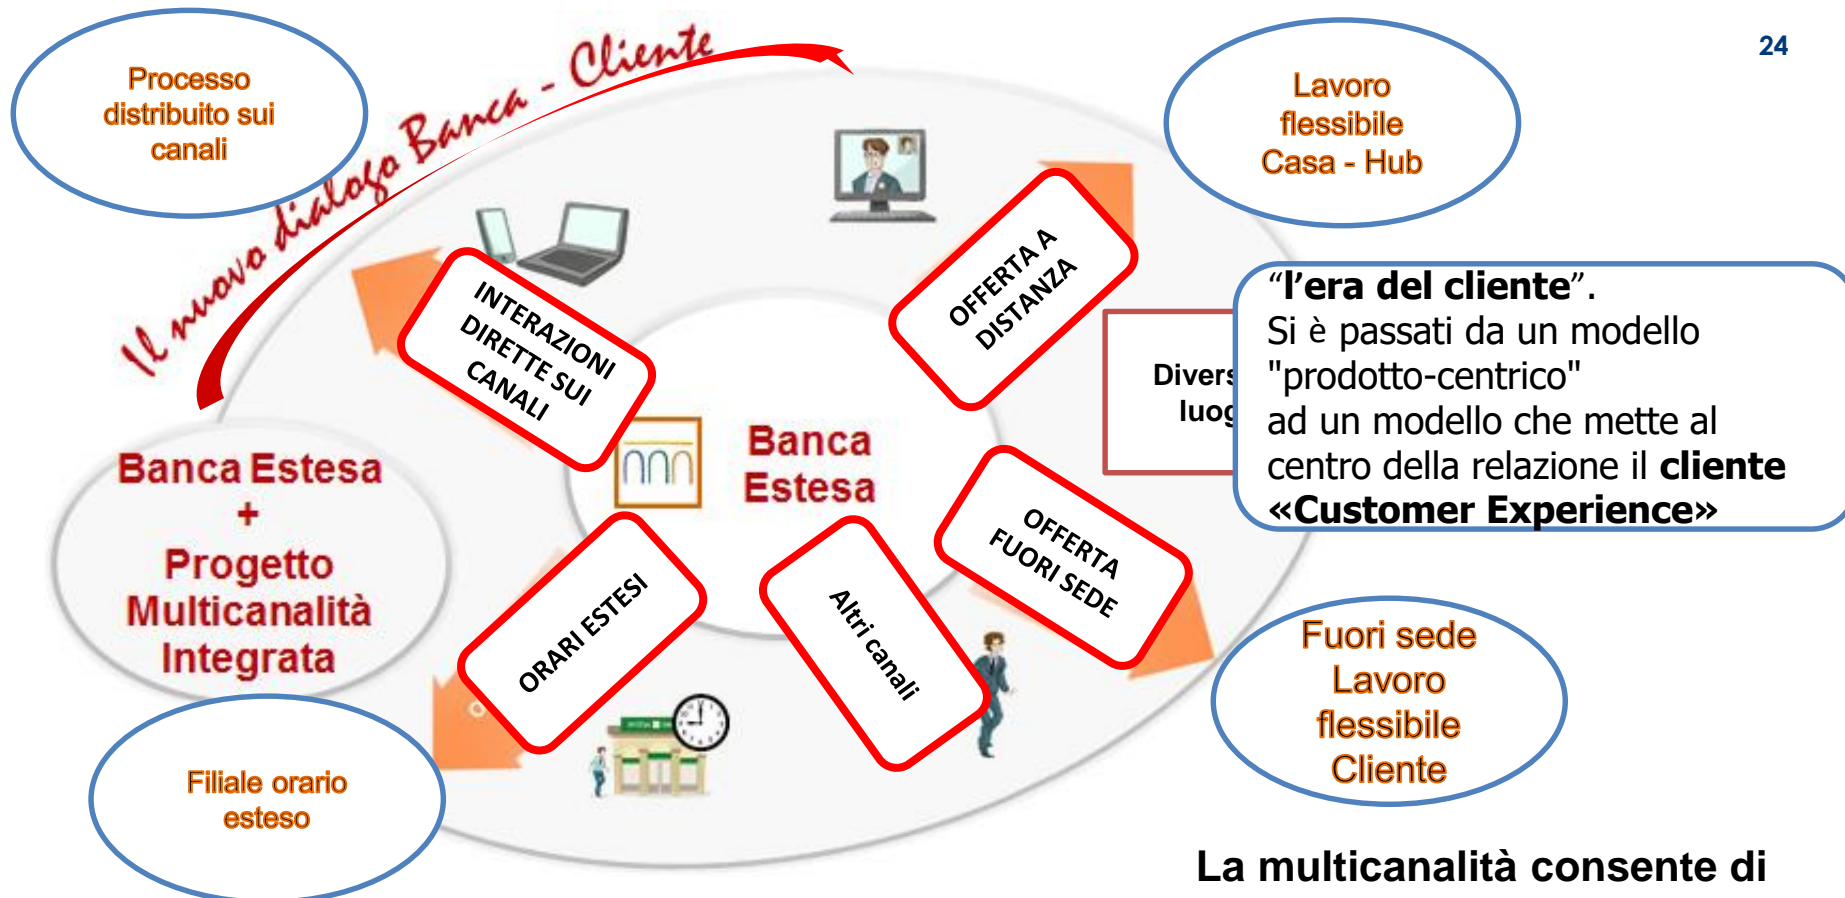 24
Processo
distribuito sui
canali
Il nuovo dialogo Banca - Cliente
Lavoro
flessibile
Casa - Hub
INTERAZIONI
DIRETTE SUI
CANALI
OFFERTA A
DISTANZA
“l’era del cliente”.
Si è passati da un modello
"prodotto-centrico"
ad un modello che mette al
centro della relazione il cliente
«Customer Experience»
Banca
Estesa
Banca Estesa
+
Progetto
Multicanalità
Integrata
OFFERTA
FUORI SEDE
ORARI ESTESI
Altri canali
Fuori sede
Lavoro
flessibile
Cliente
Filiale orario
esteso
La multicanalità consente di